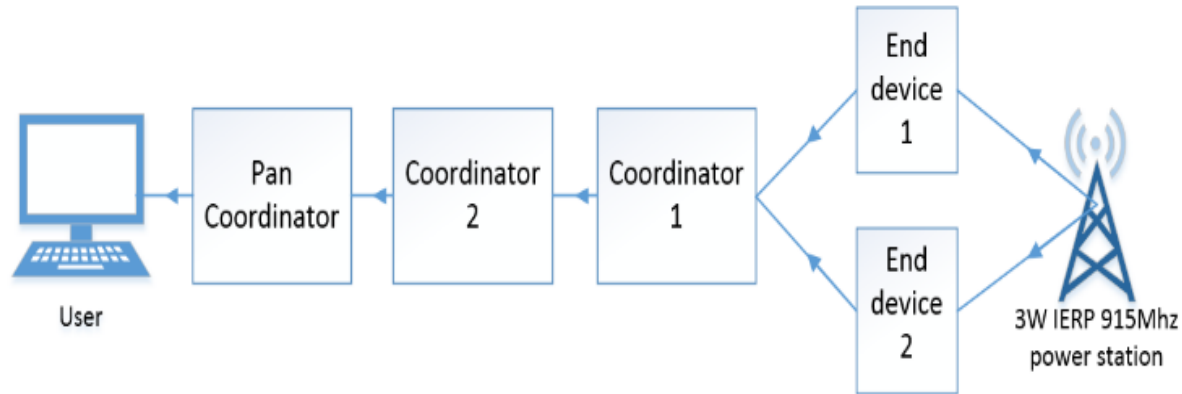 User
Pan
Coordinator
Coordinator
2
Coordinator
1
End
device
1
End
device
2
3W IERP 915Mhz
power station